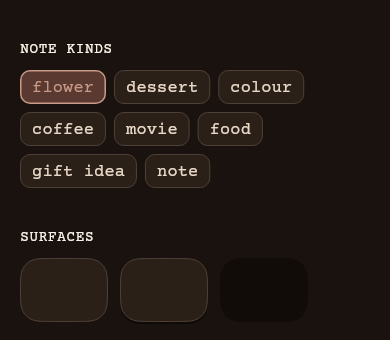 NOTE KINDS
flower dessert colour
coffee movie food
gift idea note
SURFACES